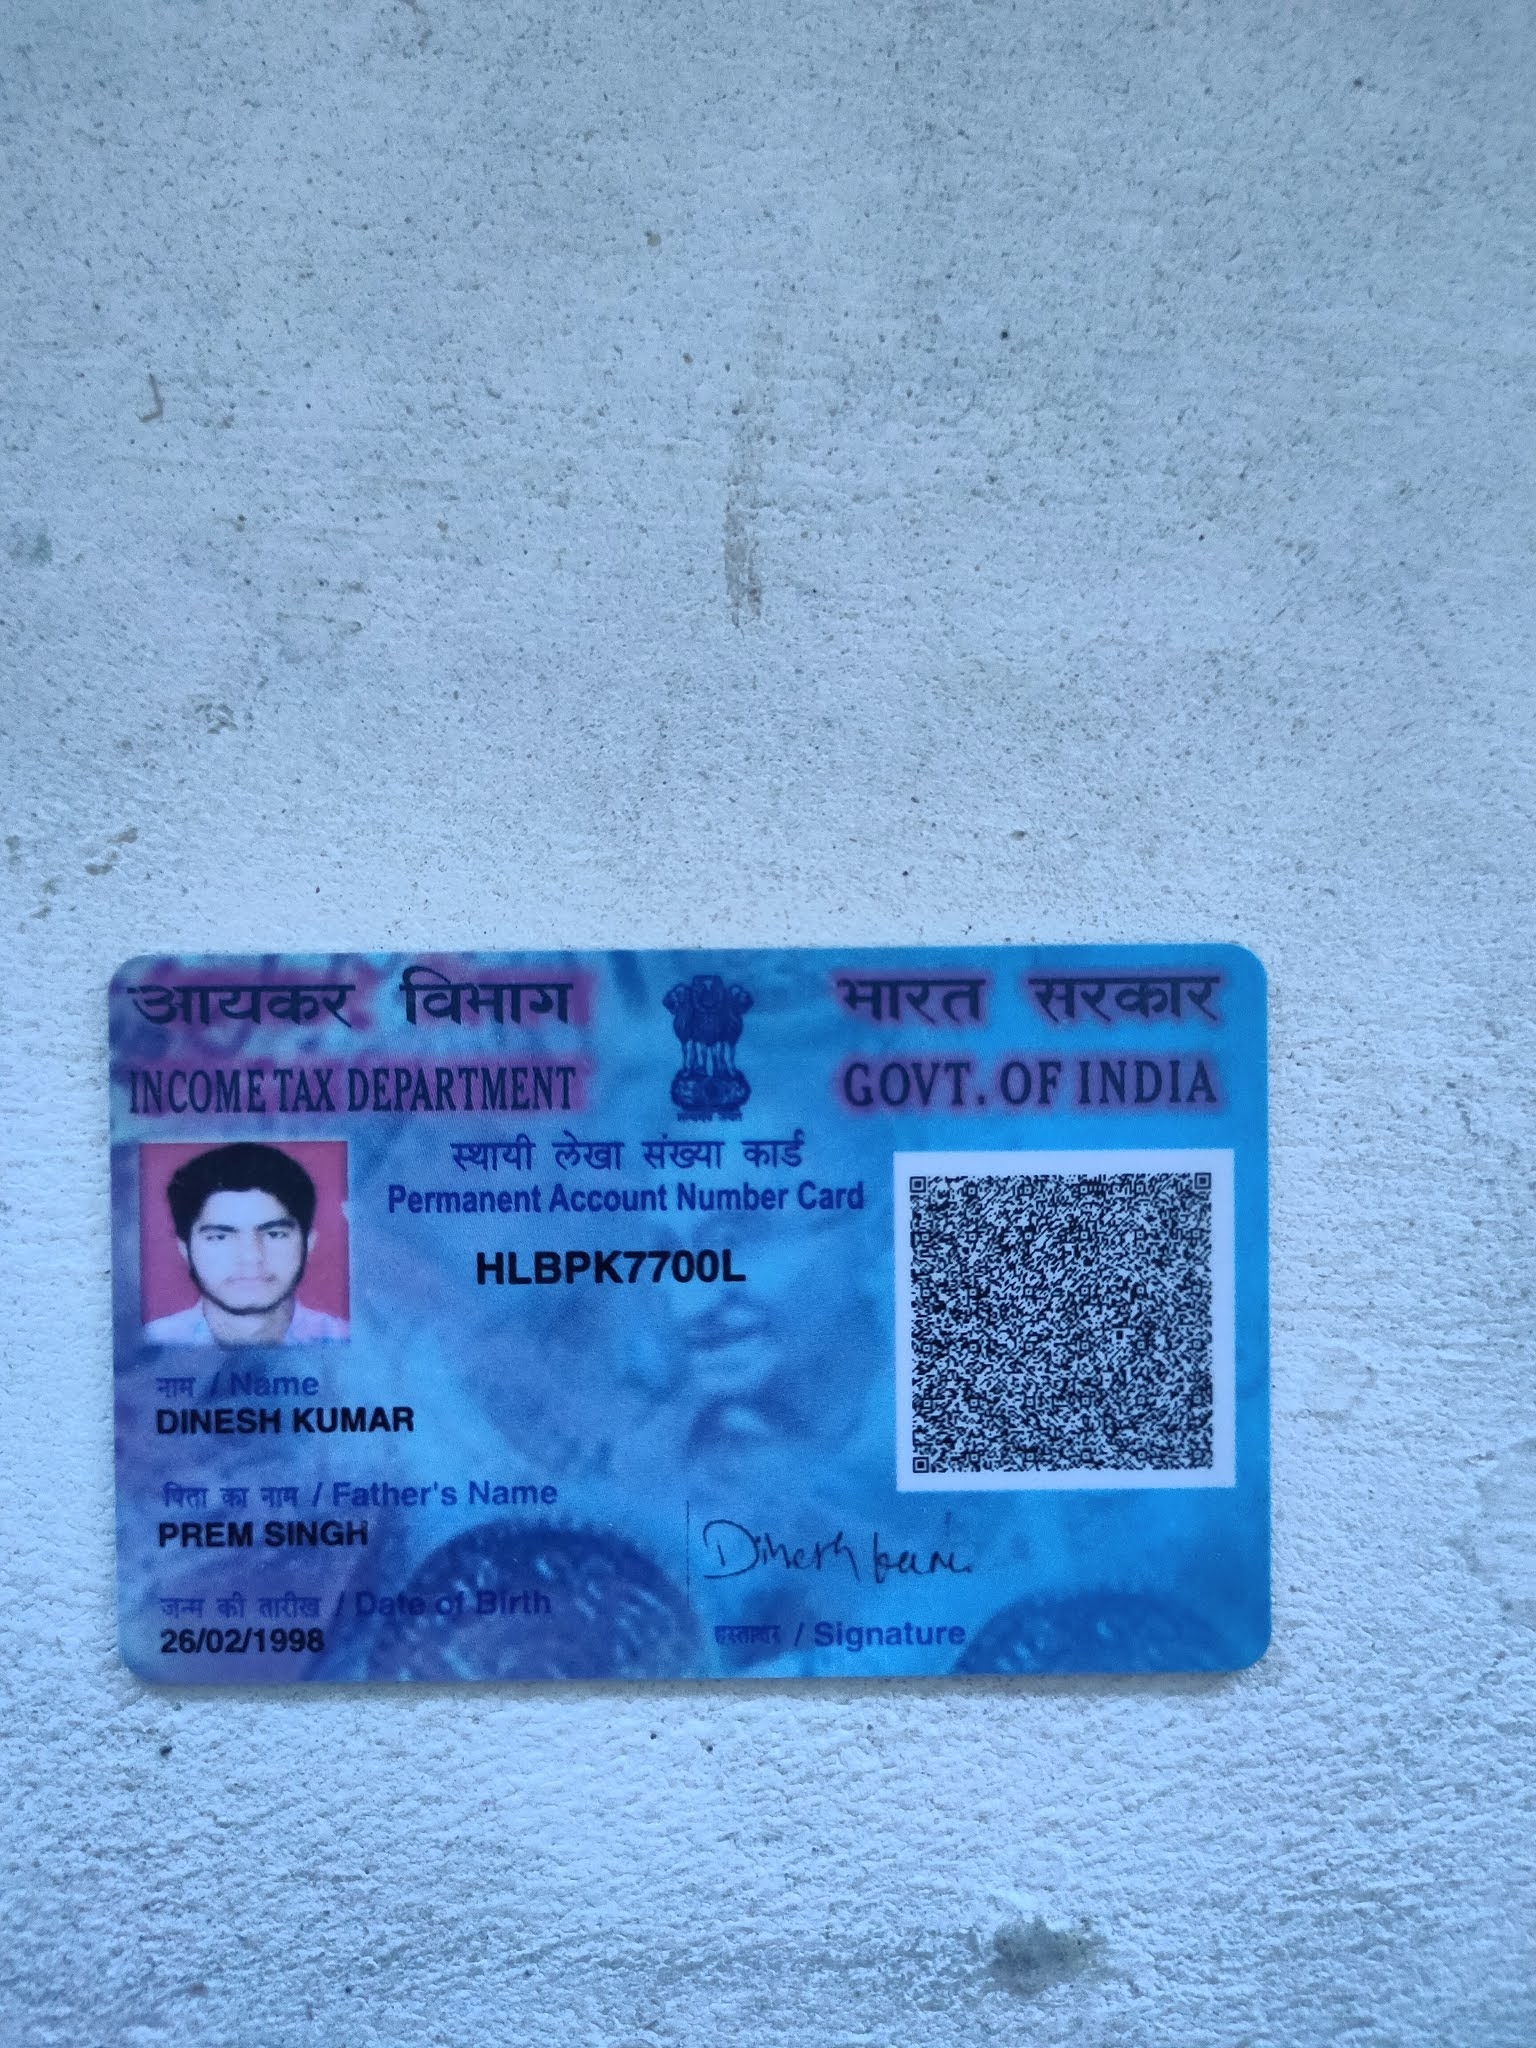 आयकर विभाग
INCOME TAX DEPARTMENT
भारत सरकार
GOVT. OF INDIA
स्थायी लेखा संख्या कार्ड
Permanent Account Number Card
HLBPK7700L
नाम / Name
DINESH KUMAR
पिता का नाम / Father's Name
PREM SINGH
जन्म की तारीख / Date of Birth
26/02/1998
Dinesh
हस्ताक्षर / Signature